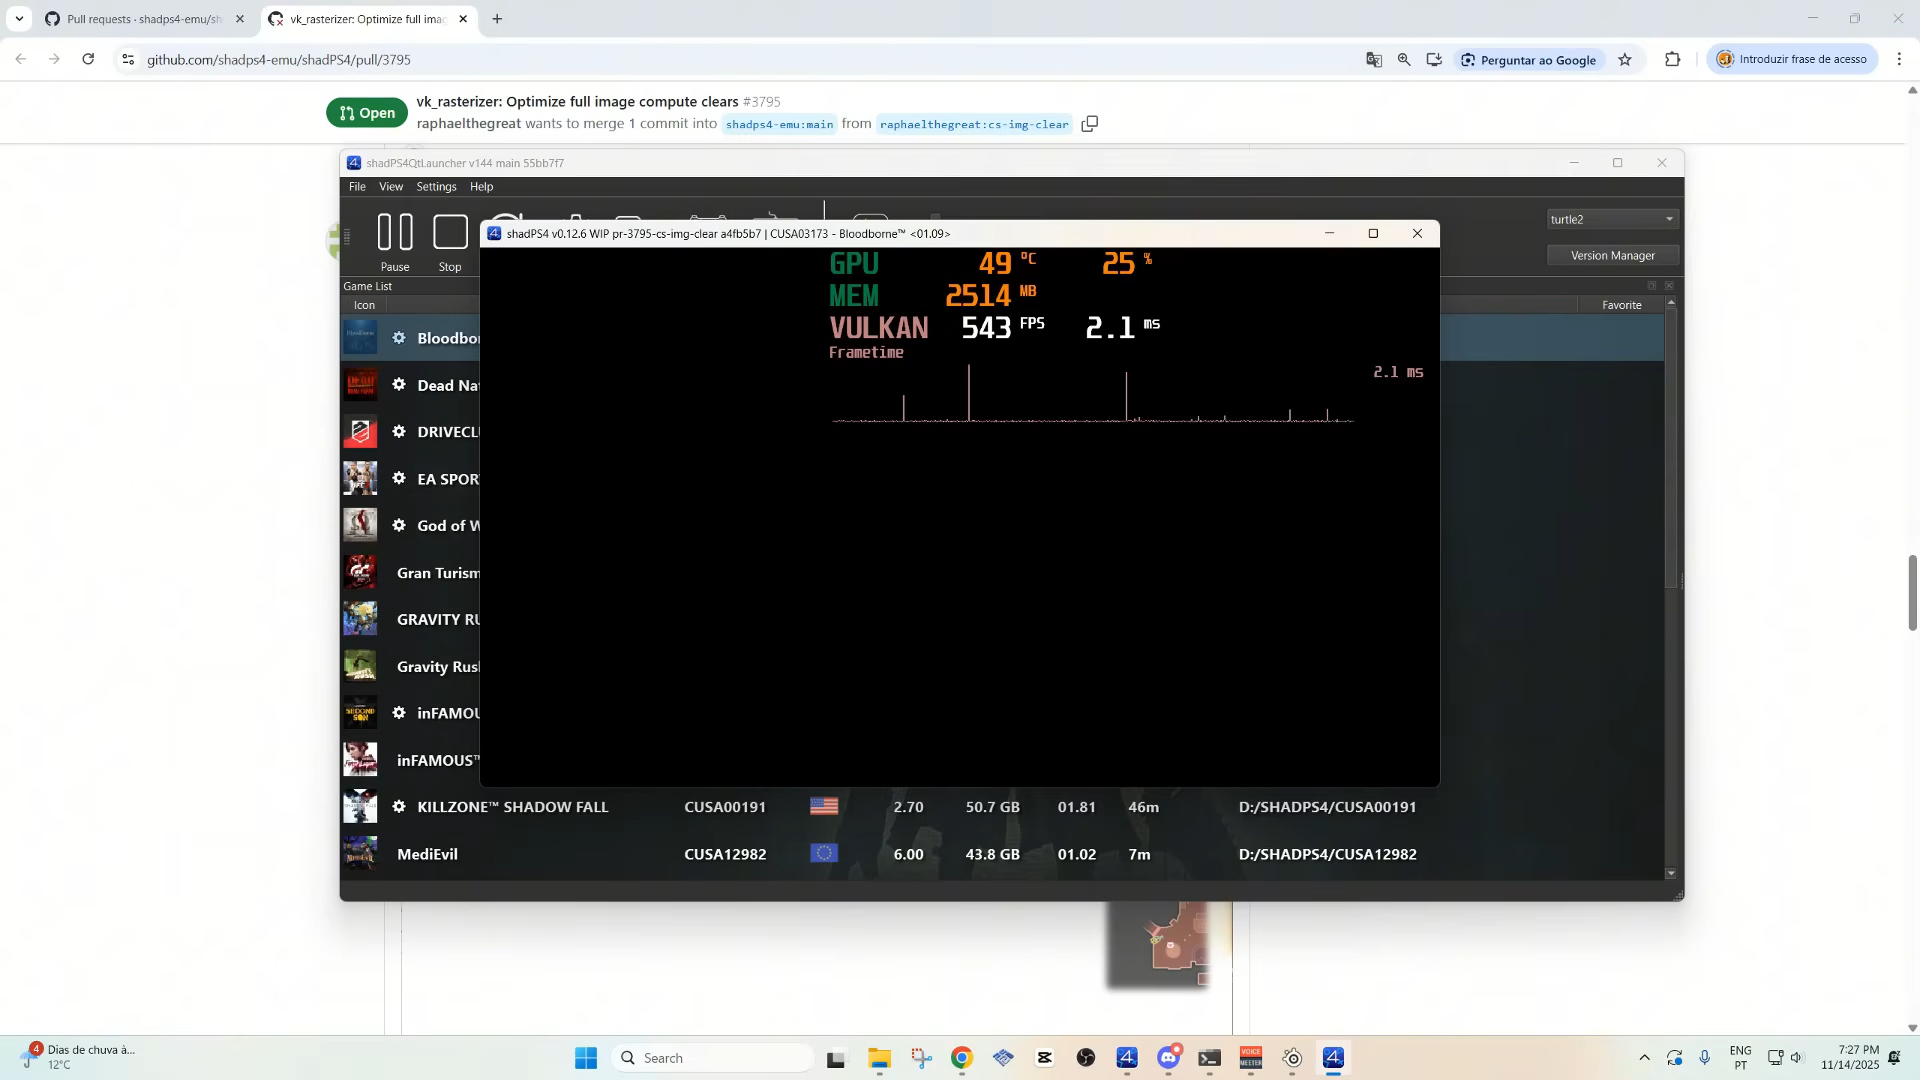 Pull requests · shadps4-emu/sh
vk_rasterizer: Optimize full ima
github.com/shadps4-emu/shadPS4/pull/3795
Perguntar ao Google
Introduzir frase de acesso
Open
vk_rasterizer: Optimize full image compute clears #3795
raphaelthegreat wants to merge 1 commit into shadps4-emu:main from raphaelthegreat:cs-img-clear
shadPS4QtLauncher v144 main 55bb7f7
File View Settings Help
turtle2
Pause Stop
Version Manager
shadPS4 v0.12.6 WIP pr-3795-cs-img-clear a4fb5b7 | CUSA03173 - Bloodborne™ <01.09>
GPU 49 °C 25 %
MEM 2514 MB
VULKAN 543 FPS 2.1 ms
Frametime
2.1 ms
Game List
Icon Favorite
Bloodbor
Dead Na
DRIVECL
EA SPOR
God of W
Gran Turism
GRAVITY RU
Gravity Rus
inFAMOU
inFAMOUS™
KILLZONE™ SHADOW FALL CUSA00191 2.70 50.7 GB 01.81 46m D:/SHADPS4/CUSA00191
MediEvil CUSA12982 6.00 43.8 GB 01.02 7m D:/SHADPS4/CUSA12982
4
Dias de chuva à...
12°C
Search
VOICE
MEETER
ENG
PT
7:27 PM
11/14/2025